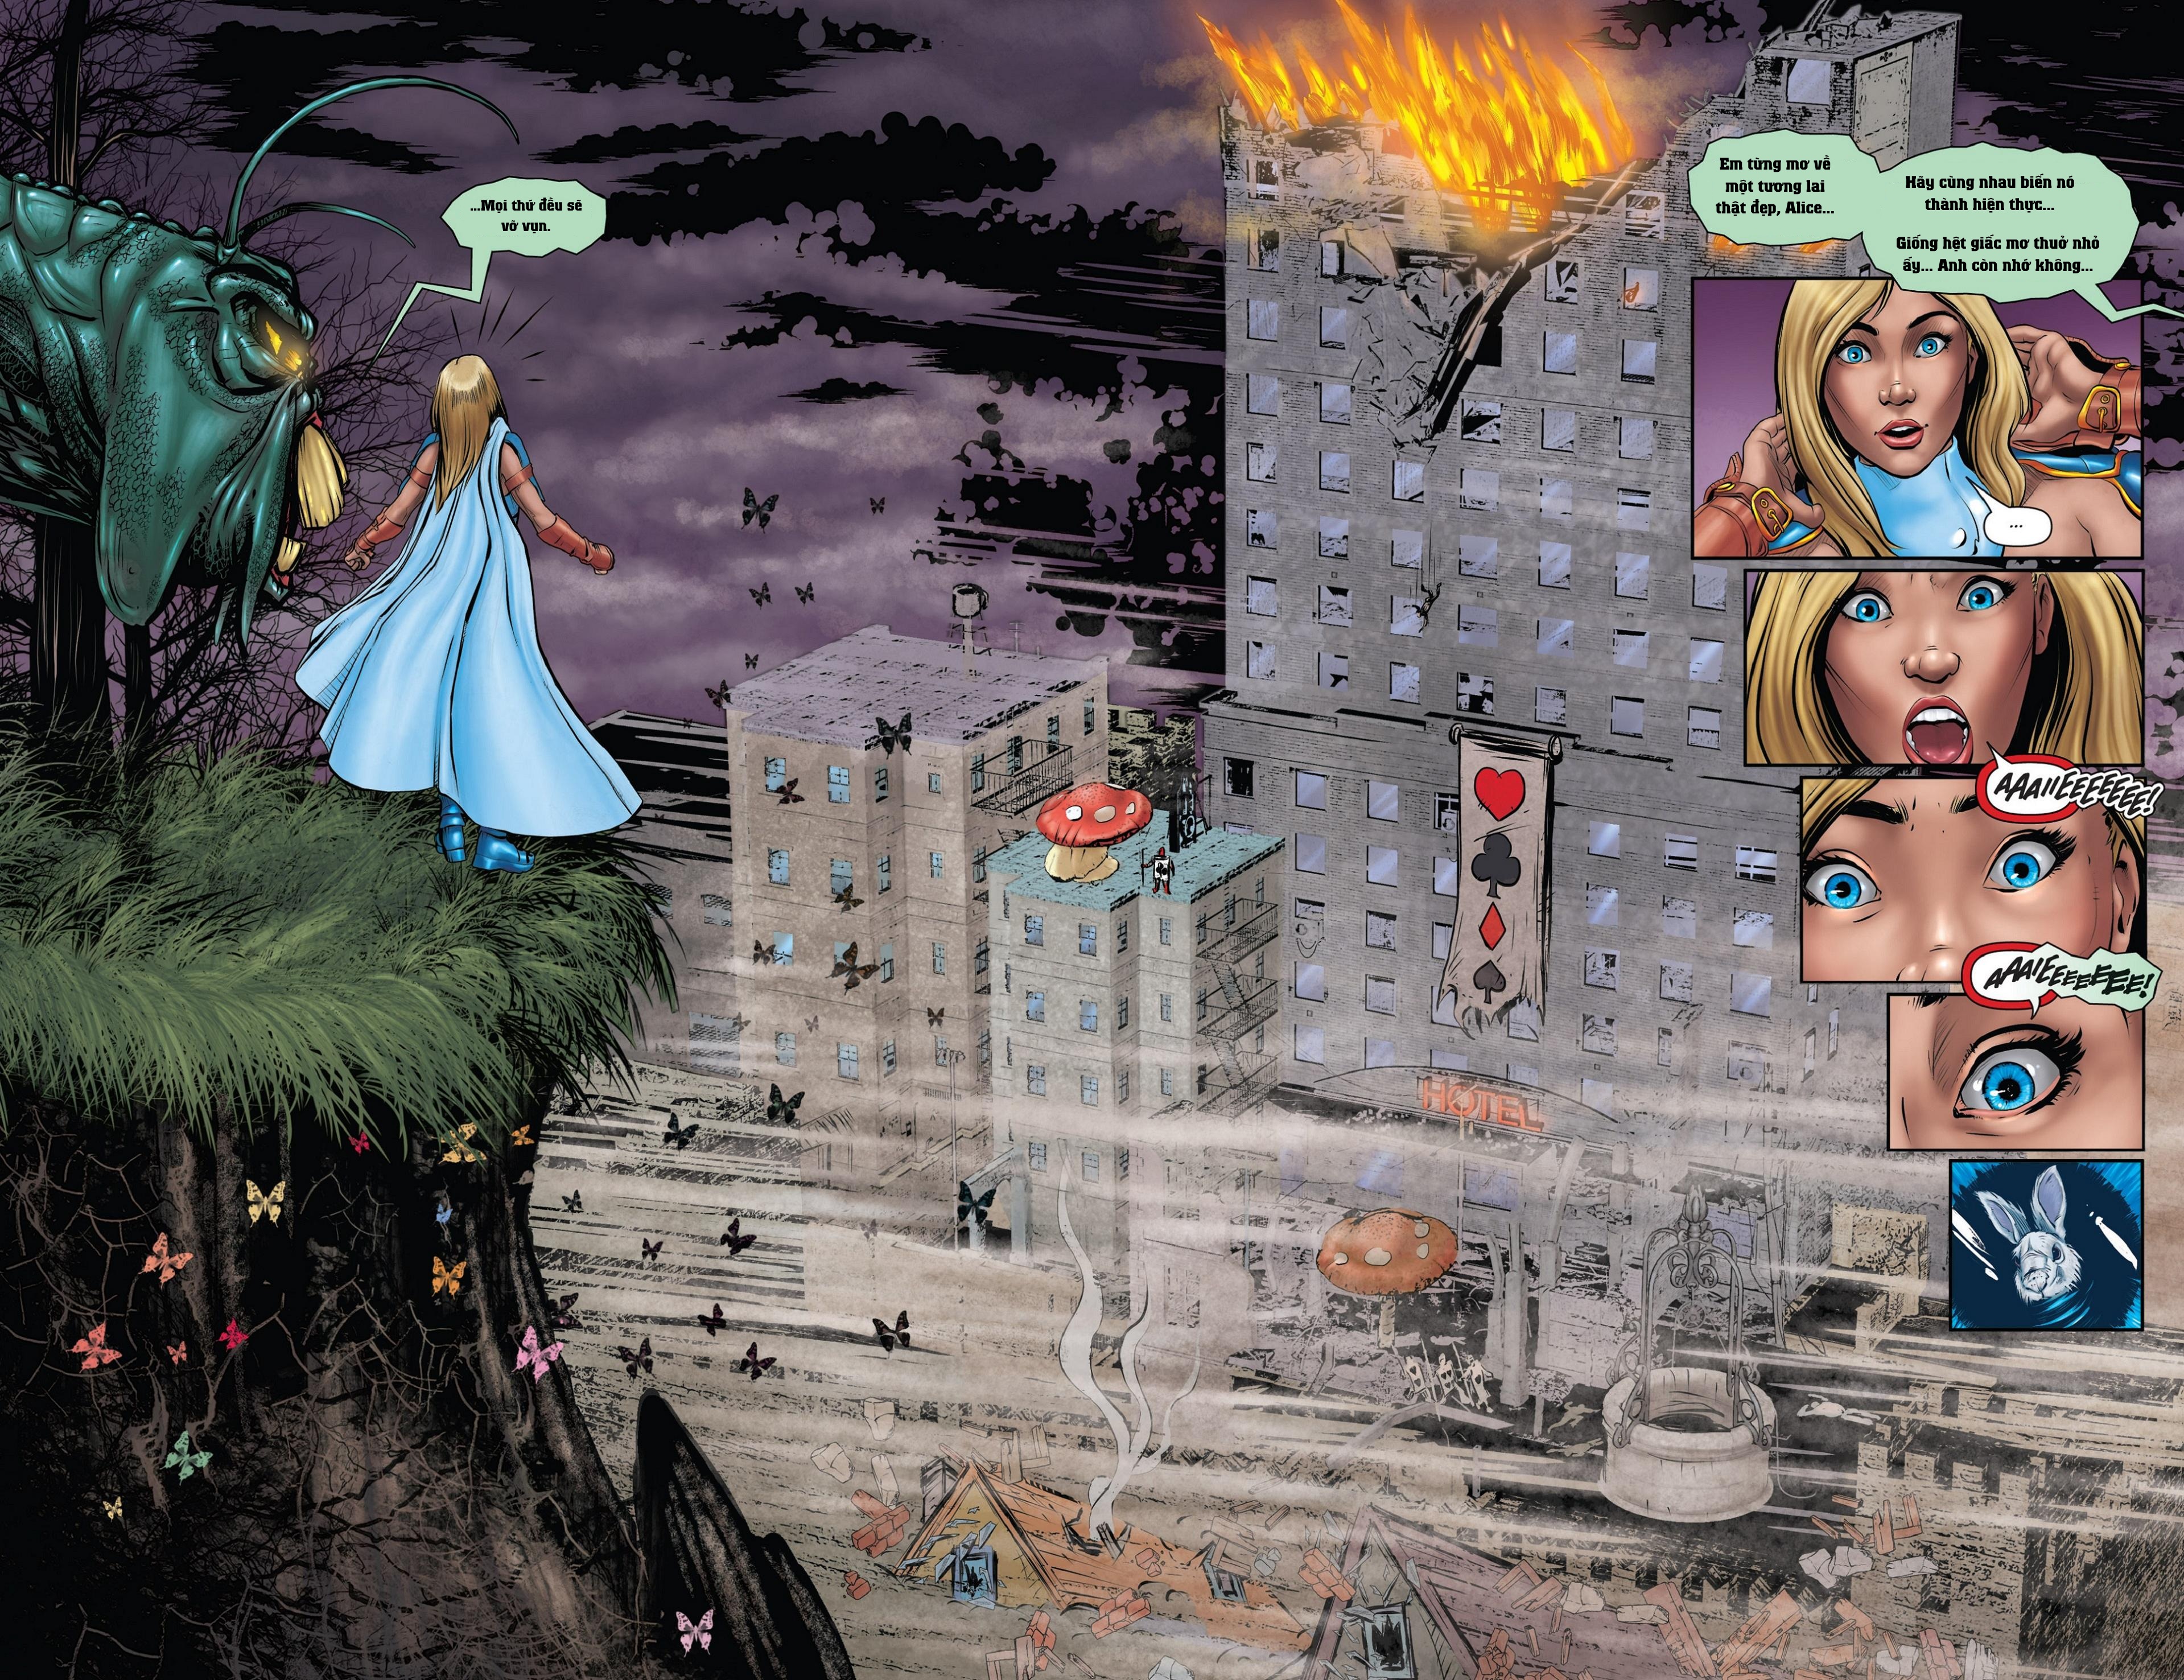 ...Mọi thứ đều sẽ
vỡ vụn.
Em từng mơ về
một tương lai
thật đẹp, Alice...
Hãy cùng nhau biến nó
thành hiện thực...
Giống hệt giấc mơ thuở nhỏ
ấy... Anh còn nhớ không...
...
AAAIIEEEEEEE!
AAAIEEEEEEEE!
HOTEL